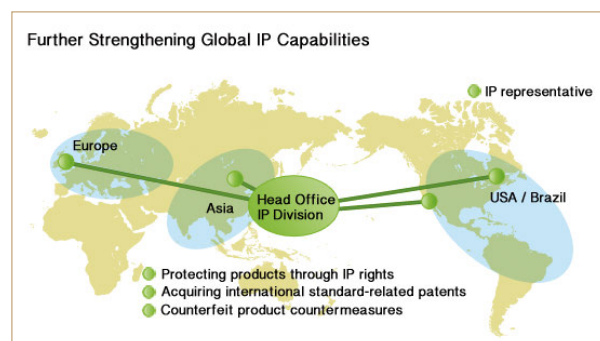 Further Strengthening Global IP Capabilities
IP representative
Europe
Asia
Head Office
IP Division
USA / Brazil
Protecting products through IP rights
Acquiring international standard-related patents
Counterfeit product countermeasures